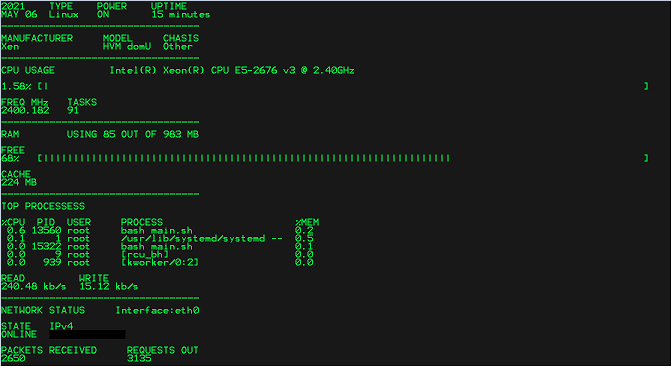 2021    TYPE    POWER    UPTIME
MAY 06  Linux   ON       15 minutes
---------------------------------
MANUFACTURER     MODEL     CHASIS
Xen              HVM domU  Other
---------------------------------
CPU USAGE         Intel(R) Xeon(R) CPU E5-2676 v3 @ 2.40GHz
1.58% [|                                                  ]
FREQ MHz   TASKS
2400.182   91
---------------------------------
RAM        USING 85 OUT OF 983 MB
FREE
68%   [||||||||||||||||||||||||||||||||||||||||||||||||||||||||||||||||||||                                ]
CACHE
224 MB
---------------------------------
TOP PROCESSESS
%CPU  PID  USER     PROCESS                      %MEM
0.6 13560 root     bash main.sh                 0.2
0.1     1 root     /usr/lib/systemd/systemd --  0.5
0.0 15322 root     bash main.sh                 0.1
0.0     9 root     [rcu_bh]                     0.0
0.0   939 root     [kworker/0:2]                0.0
READ         WRITE
240.48 kb/s  15.12 kb/s
---------------------------------
NETWORK STATUS     Interface:eth0
STATE   IPv4
ONLINE
PACKETS RECEIVED     REQUESTS OUT
2650                 3135